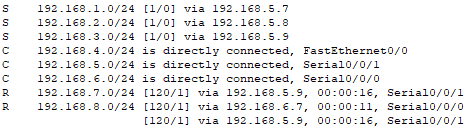 S 192.168.1.0/24 [1/0] via 192.168.5.7
S 192.168.2.0/24 [1/0] via 192.168.5.8
S 192.168.3.0/24 [1/0] via 192.168.5.9
C 192.168.4.0/24 is directly connected, FastEthernet0/0
C 192.168.5.0/24 is directly connected, Serial0/0/1
C 192.168.6.0/24 is directly connected, Serial0/0/0
R 192.168.7.0/24 [120/1] via 192.168.5.9, 00:00:16, Serial0/0/1
R 192.168.8.0/24 [120/1] via 192.168.6.7, 00:00:11, Serial0/0/0
[120/1] via 192.168.5.9, 00:00:16, Serial0/0/1